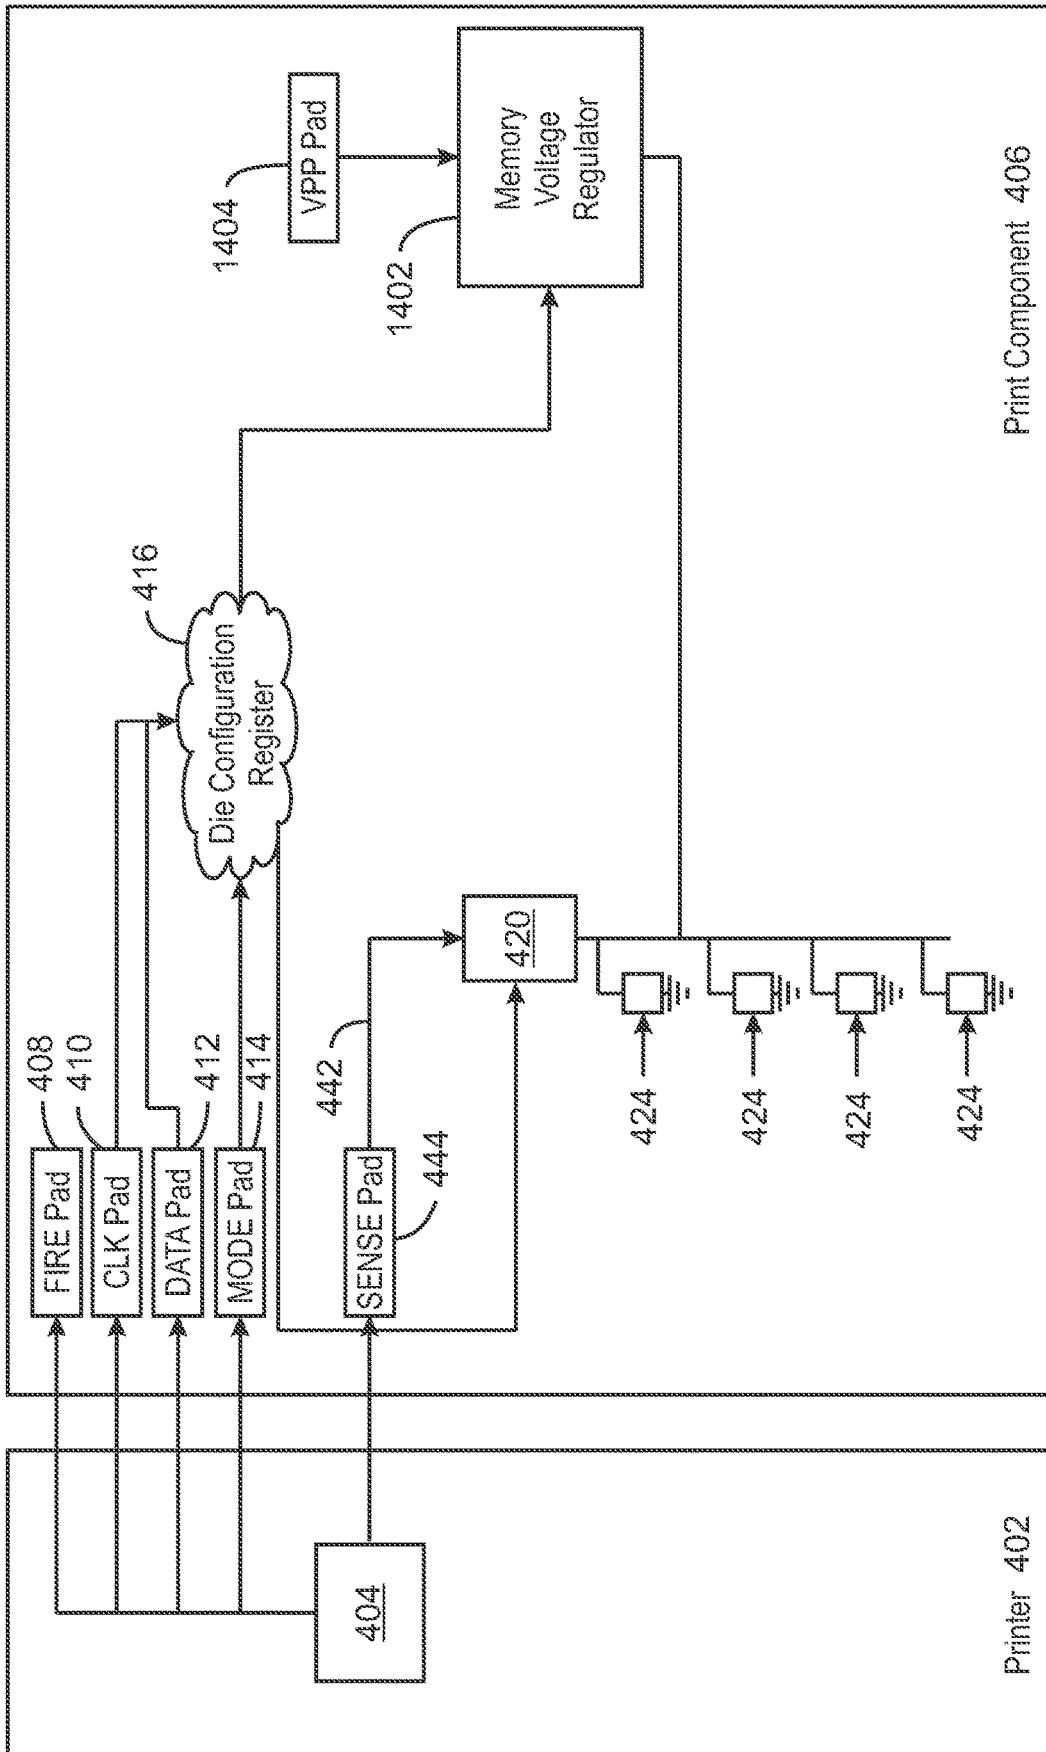 FIRE Pad
408
CLK Pad
410
DATA Pad
412
MODE Pad
414
Die Configuration
Register
416
VPP Pad
1404
Memory
Voltage
Regulator
1402
404
SENSE Pad
444
442
420
424
424
424
424
Printer 402
Print Component 406